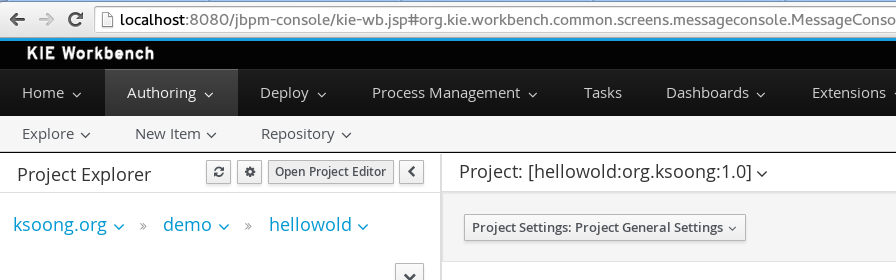 localhost:8080/jbpm-console/kie-wb.jsp#org.kie.workbench.common.screens.messageconsole.MessageConso
KIE Workbench
Home Authoring Deploy Process Management Tasks Dashboards Extensions
Explore New Item Repository
Project Explorer Open Project Editor Project: [hellowold:org.ksoong:1.0]
ksoong.org » demo » hellowold Project Settings: Project General Settings